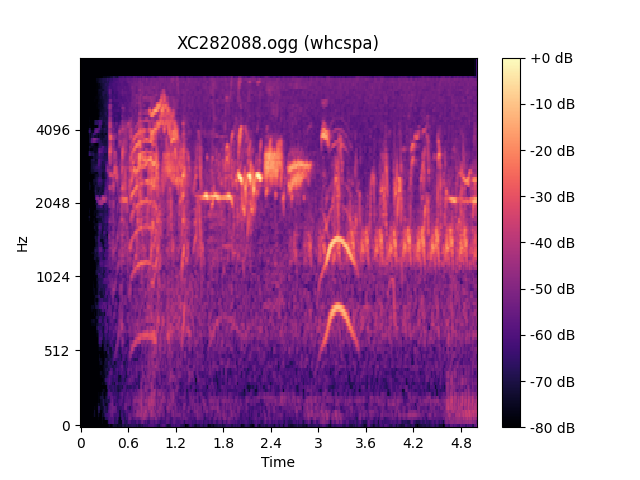 XC282088.ogg (whcspa)
+0 dB
-10 dB
-20 dB
-30 dB
-40 dB
-50 dB
-60 dB
-70 dB
-80 dB
Hz
4096
2048
1024
512
0
0 0.6 1.2 1.8 2.4 3 3.6 4.2 4.8
Time